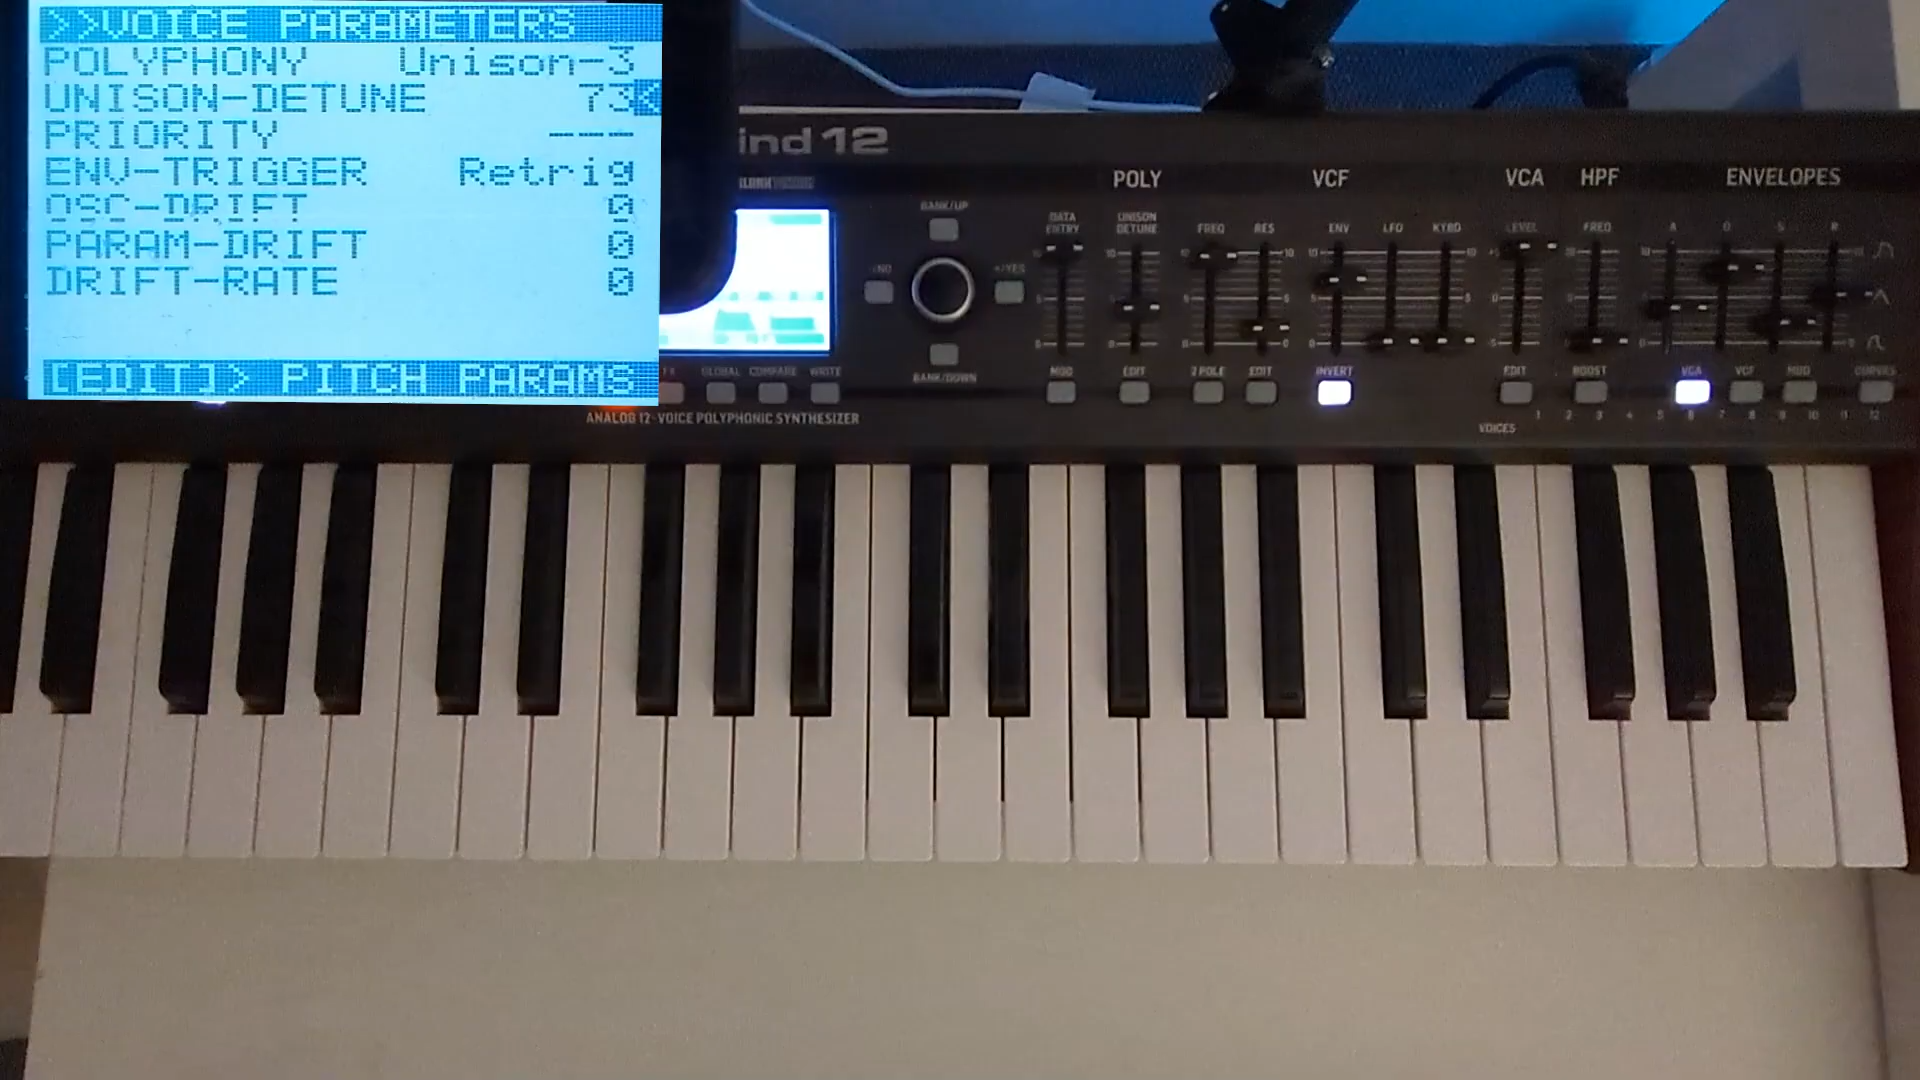 >>VOICE PARAMETERS
POLYPHONY Unison-3
UNISON-DETUNE 73
PRIORITY ---
ENV-TRIGGER Retrig
OSC-DRIFT 0
PARAM-DRIFT 0
DRIFT-RATE 0
[EDIT]> PITCH PARAMS
ind 12
POLY VCF VCA HPF ENVELOPES
BANK/UP
DATA ENTRY
UNISON DETUNE
FREQ RES ENV LFO KYBD LEVEL FREQ A D S R
-/NO +/YES
BANK/DOWN
FX GLOBAL COMPARE WRITE
MOD EDIT 2 POLE EDIT INVERT EDIT BOOST VCA VCF MOD CURVES
1 2 3 4 5 6 7 8 9 10 11 12
VOICES
ANALOG 12-VOICE POLYPHONIC SYNTHESIZER